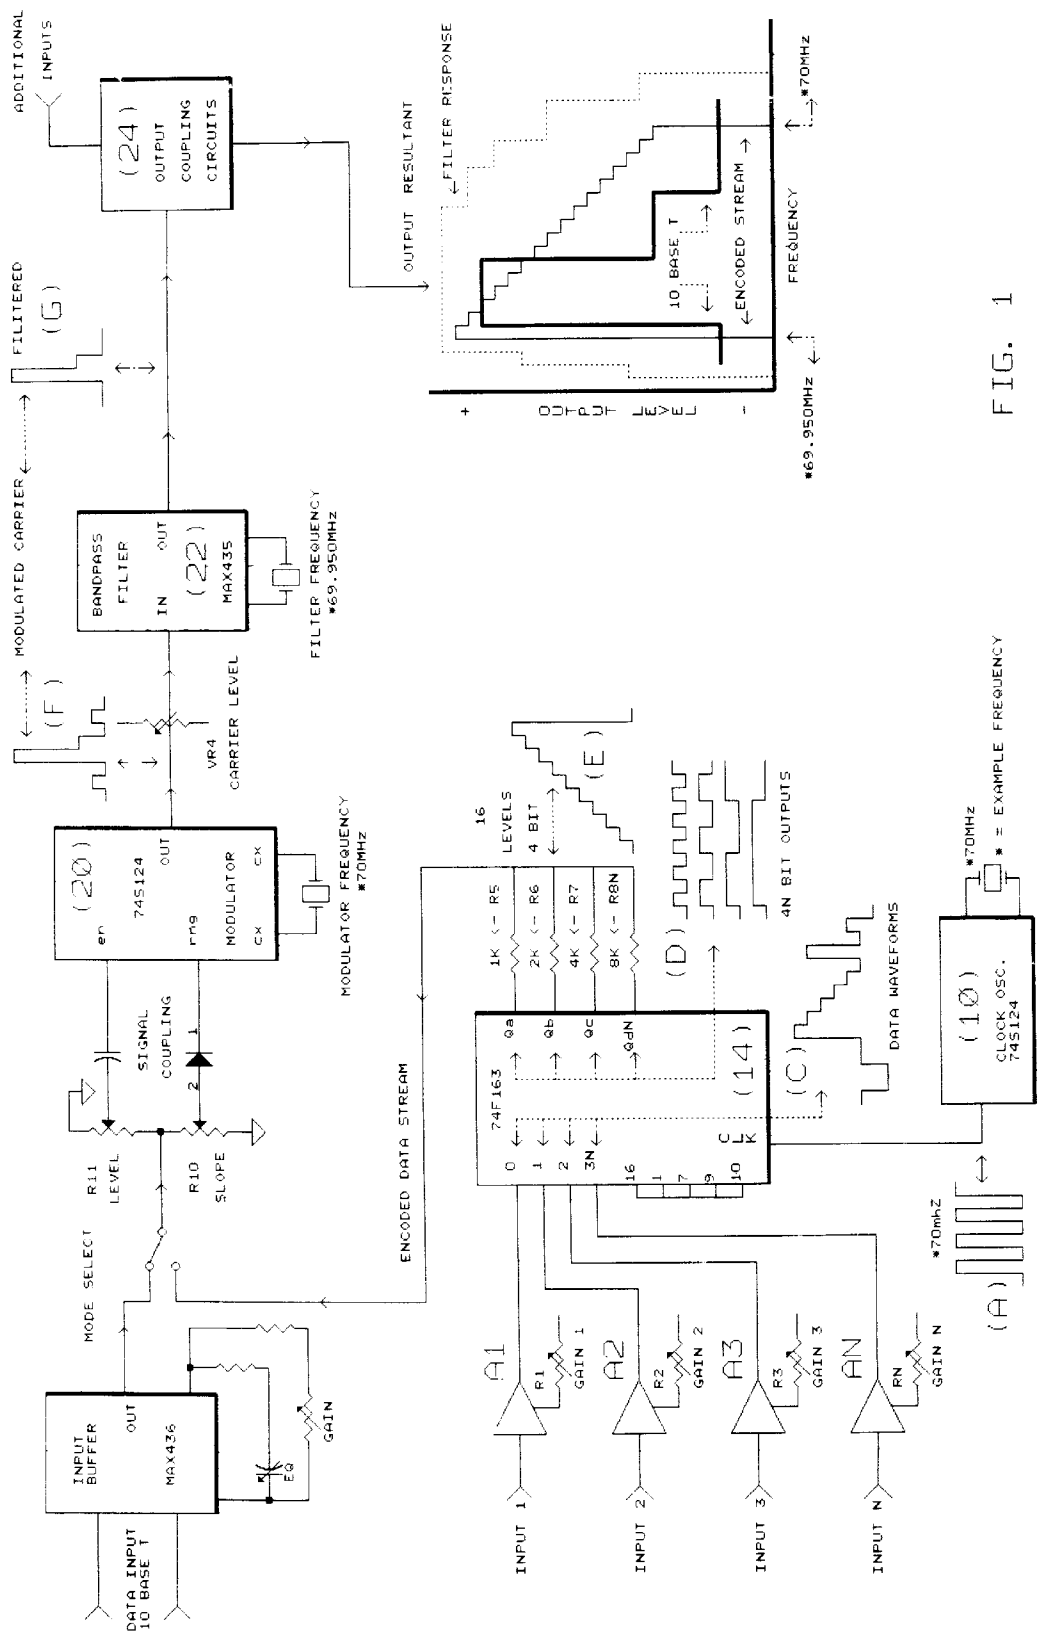 DATA INPUT
10 BASE T
INPUT
BUFFER
OUT
MAX436
EQ
GAIN
MODE SELECT
R11
LEVEL
R10
SLOPE
SIGNAL
COUPLING
2
1
en
(20)
74S124
OUT
rng
MODULATOR
cx
cx
MODULATOR FREQUENCY
*70MHz
(F)
VR4
CARRIER LEVEL
MODULATED CARRIER
BANDPASS
FILTER
IN
OUT
(22)
MAX435
FILTER FREQUENCY
*69.950MHz
FILITERED
(G)
ADDITIONAL
INPUTS
(24)
OUTPUT
COUPLING
CIRCUITS
OUTPUT RESULTANT
FILTER RESPONSE
+
OUTPUT LEVEL
-
10 BASE T
ENCODED STREAM
FREQUENCY
*69.950MHz
*70MHz
ENCODED DATA STREAM
INPUT 1
A1
R1
GAIN 1
INPUT 2
A2
R2
GAIN 2
INPUT 3
A3
R3
GAIN 3
INPUT N
AN
RN
GAIN N
74F163
0
1
2
3N
16
1
7
9
10
CLK
Qa
Qb
Qc
QdN
(14)
1K <- R5
2K <- R6
4K <- R7
8K <- R8N
16
LEVELS
4 BIT
(E)
(D)
4N BIT OUTPUTS
(C)
DATA WAVEFORMS
(A)
*70mhZ
(10)
CLOCK OSC.
74S124
*70MHz
* = EXAMPLE FREQUENCY
FIG. 1